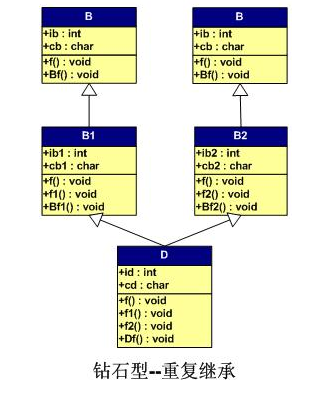 B
+ib : int
+cb : char
+f() : void
+Bf() : void
B
+ib : int
+cb : char
+f() : void
+Bf() : void
B1
+ib1 : int
+cb1 : char
+f() : void
+f1() : void
+Bf1() : void
B2
+ib2 : int
+cb2 : char
+f() : void
+f2() : void
+Bf2() : void
D
+id : int
+cd : char
+f() : void
+f1() : void
+f2() : void
+Df() : void
钻石型--重复继承